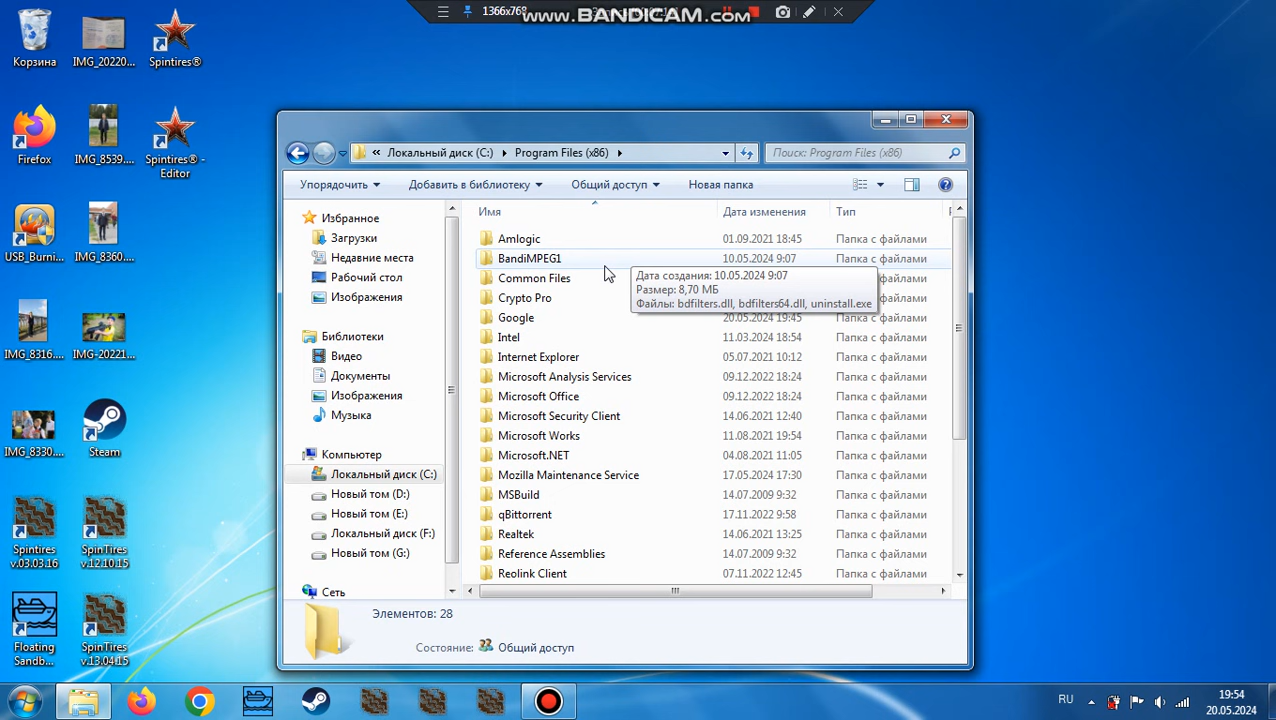 1366x768
www.BANDICAM.com
Корзина
IMG_20220...
Spintires®
Firefox
IMG_8539....
Spintires® -
Editor
USB_Burni...
IMG_8360....
IMG_8316....
IMG-20221...
IMG_8330....
Steam
Spintires
v.03.03.16
SpinTires
v.12.10.15
Floating
Sandb...
SpinTires
v.13.04.15
« Локальный диск (C:) Program Files (x86)
Поиск: Program Files (x86)
Упорядочить Добавить в библиотеку Общий доступ Новая папка
Избранное
Загрузки
Недавние места
Рабочий стол
Изображения
Библиотеки
Видео
Документы
Изображения
Музыка
Компьютер
Локальный диск (C:)
Новый том (D:)
Новый том (E:)
Локальный диск (F:)
Новый том (G:)
Сеть
Имя Дата изменения Тип
Amlogic 01.09.2021 18:45 Папка с файлами
BandiMPEG1 10.05.2024 9:07 Папка с файлами
Common Files
Дата создания: 10.05.2024 9:07
Размер: 8,70 МБ
Файлы: bdfilters.dll, bdfilters64.dll, uninstall.exe
Папка с файлами
Crypto Pro Папка с файлами
Google 20.05.2024 19:45 Папка с файлами
Intel 11.03.2024 18:54 Папка с файлами
Internet Explorer 05.07.2021 10:12 Папка с файлами
Microsoft Analysis Services 09.12.2022 18:24 Папка с файлами
Microsoft Office 09.12.2022 18:24 Папка с файлами
Microsoft Security Client 14.06.2021 12:40 Папка с файлами
Microsoft Works 11.08.2021 19:54 Папка с файлами
Microsoft.NET 04.08.2021 11:05 Папка с файлами
Mozilla Maintenance Service 17.05.2024 17:30 Папка с файлами
MSBuild 14.07.2009 9:32 Папка с файлами
qBittorrent 17.11.2022 9:58 Папка с файлами
Realtek 14.06.2021 13:25 Папка с файлами
Reference Assemblies 14.07.2009 9:32 Папка с файлами
Reolink Client 07.11.2022 12:45 Папка с файлами
Элементов: 28
Состояние: Общий доступ
RU
19:54
20.05.2024